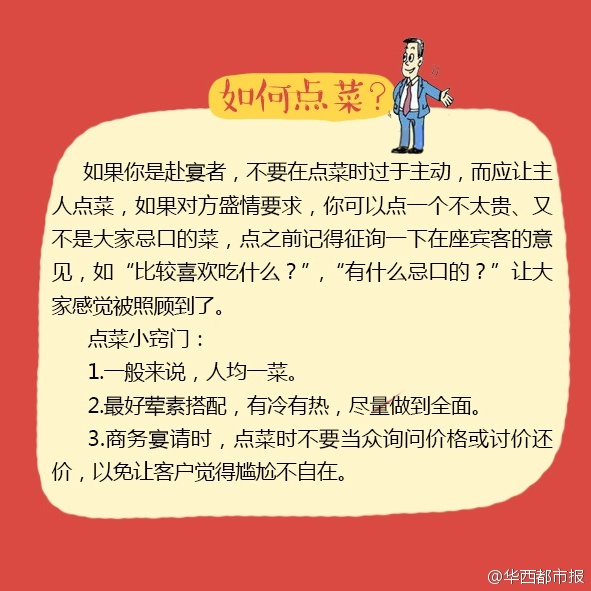 如何点菜？
如果你是赴宴者，不要在点菜时过于主动，而应让主
人点菜，如果对方盛情要求，你可以点一个不太贵、又
不是大家忌口的菜，点之前记得征询一下在座宾客的意
见，如“比较喜欢吃什么？”，“有什么忌口的？”让大
家感觉被照顾到了。
点菜小窍门：
1.一般来说，人均一菜。
2.最好荤素搭配，有冷有热，尽量做到全面。
3.商务宴请时，点菜时不要当众询问价格或讨价还
价，以免让客户觉得尴尬不自在。
@华西都市报